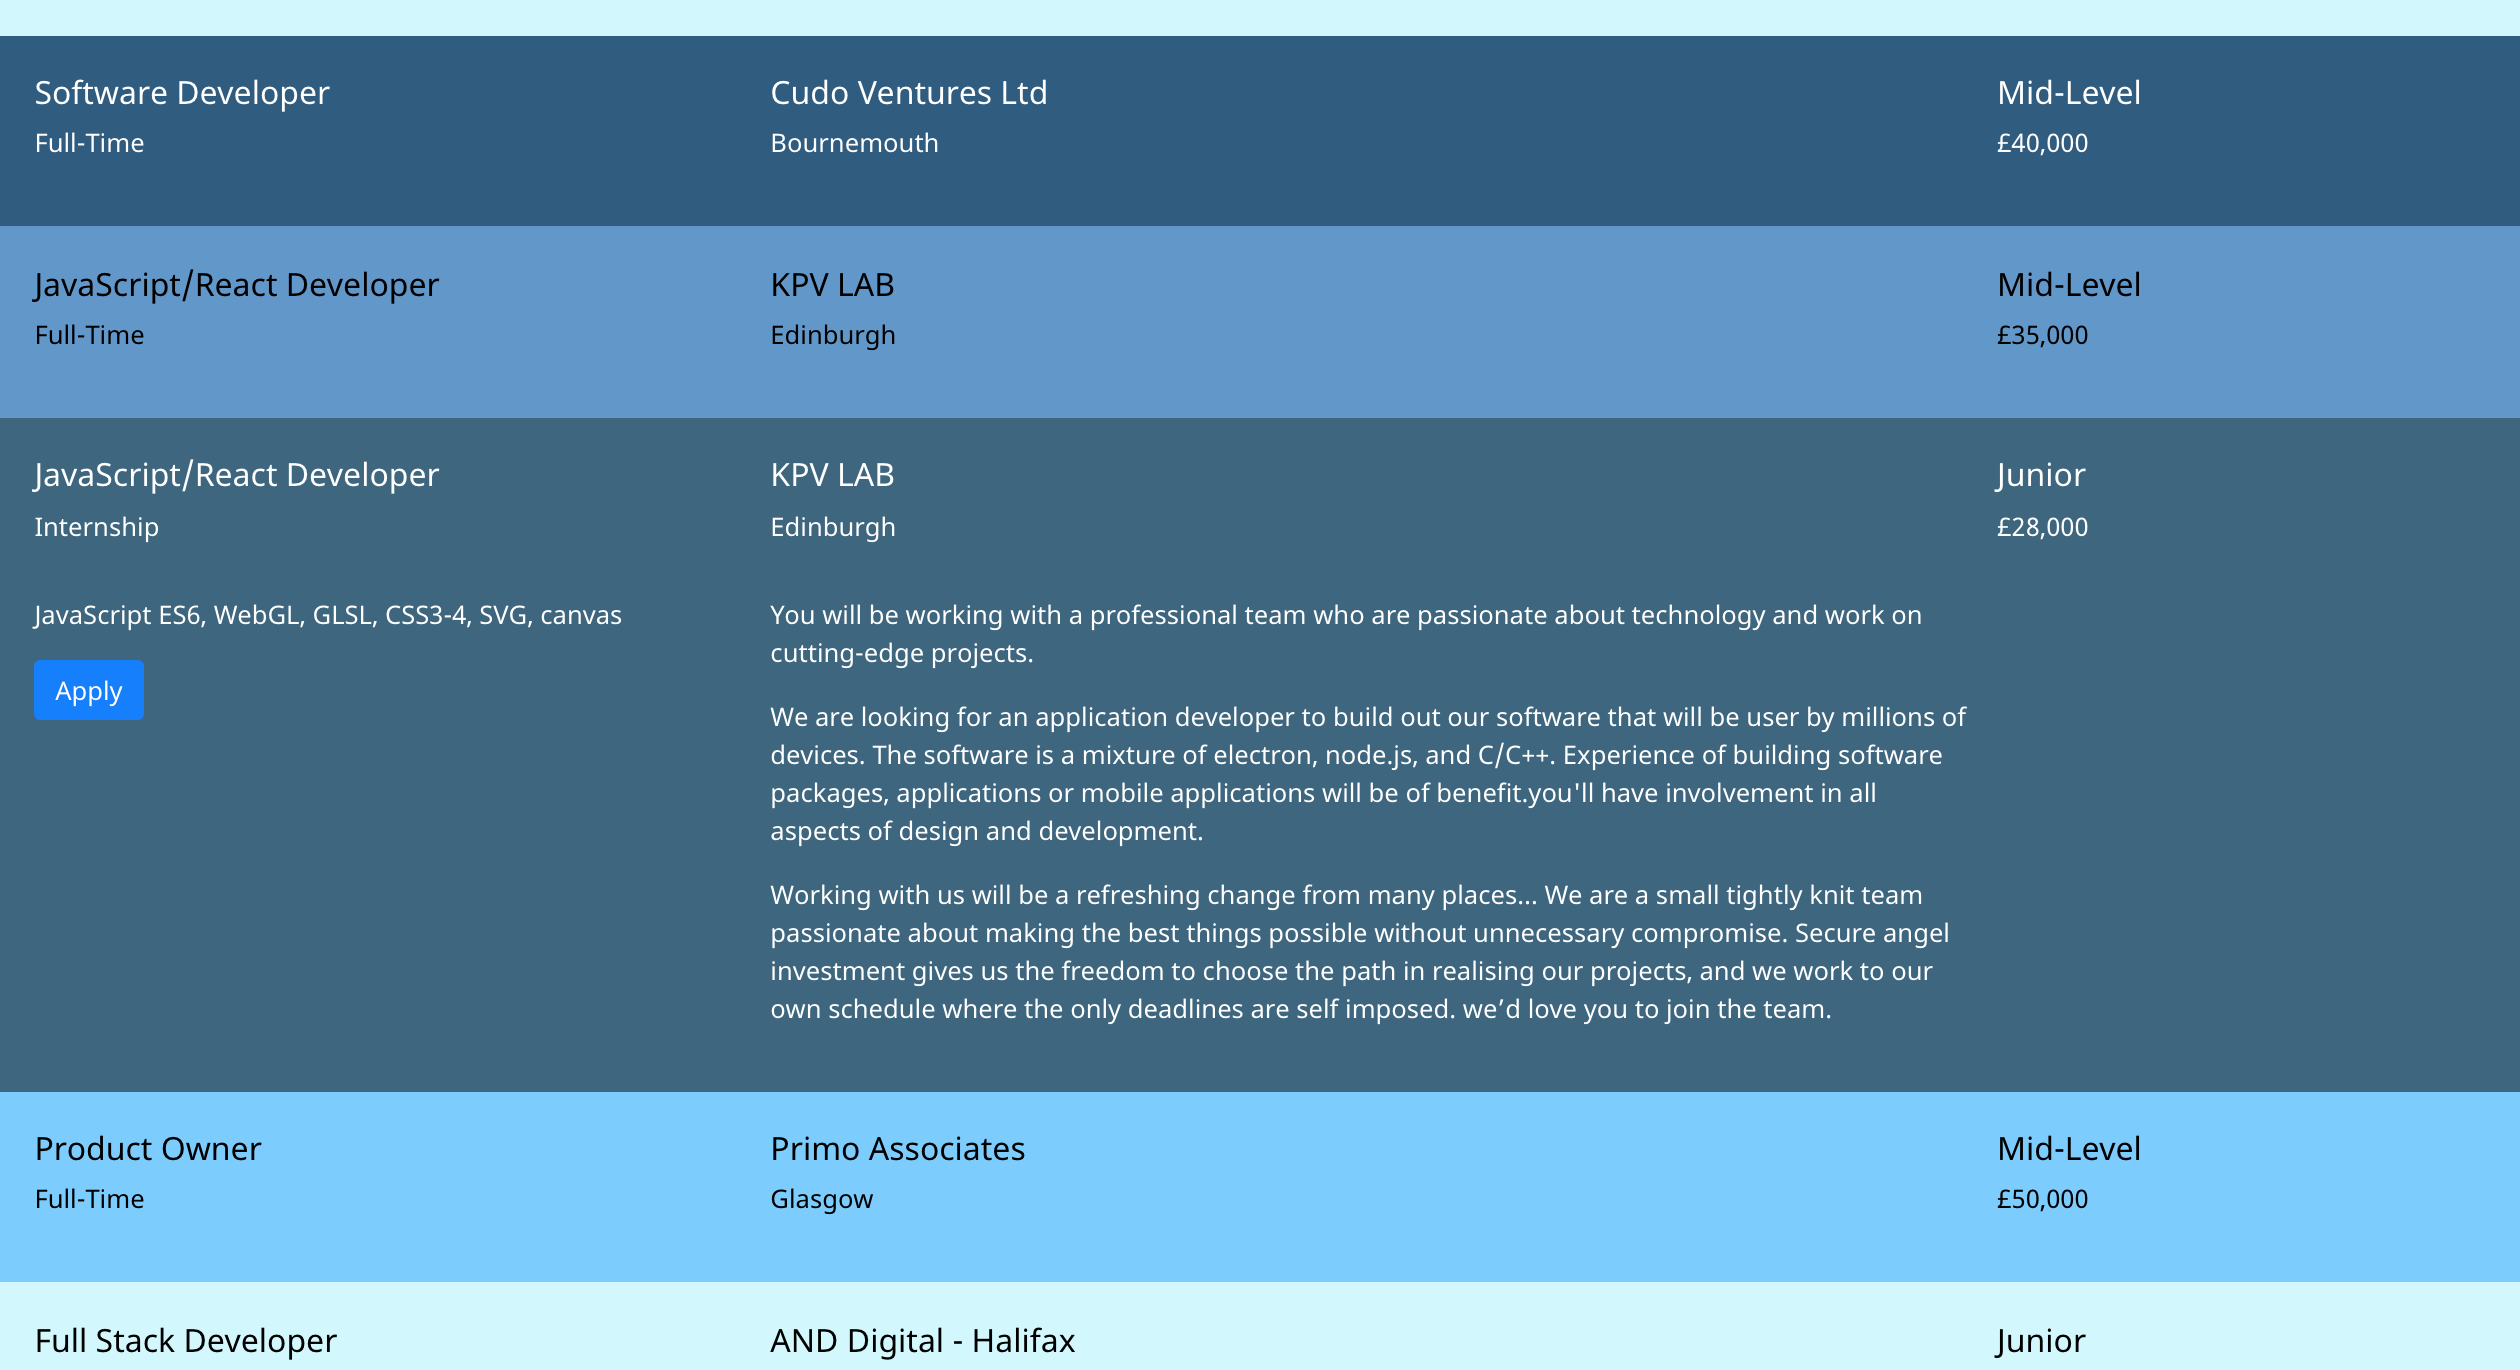 Software Developer
Cudo Ventures Ltd
Mid-Level
Full-Time
Bournemouth
£40,000
JavaScript/React Developer
KPV LAB
Mid-Level
Full-Time
Edinburgh
£35,000
JavaScript/React Developer
KPV LAB
Junior
Internship
Edinburgh
£28,000
JavaScript ES6, WebGL, GLSL, CSS3-4, SVG, canvas
Apply
You will be working with a professional team who are passionate about technology and work on
cutting-edge projects.
We are looking for an application developer to build out our software that will be user by millions of
devices. The software is a mixture of electron, node.js, and C/C++. Experience of building software
packages, applications or mobile applications will be of benefit.you'll have involvement in all
aspects of design and development.
Working with us will be a refreshing change from many places... We are a small tightly knit team
passionate about making the best things possible without unnecessary compromise. Secure angel
investment gives us the freedom to choose the path in realising our projects, and we work to our
own schedule where the only deadlines are self imposed. we’d love you to join the team.
Product Owner
Primo Associates
Mid-Level
Full-Time
Glasgow
£50,000
Full Stack Developer
AND Digital - Halifax
Junior